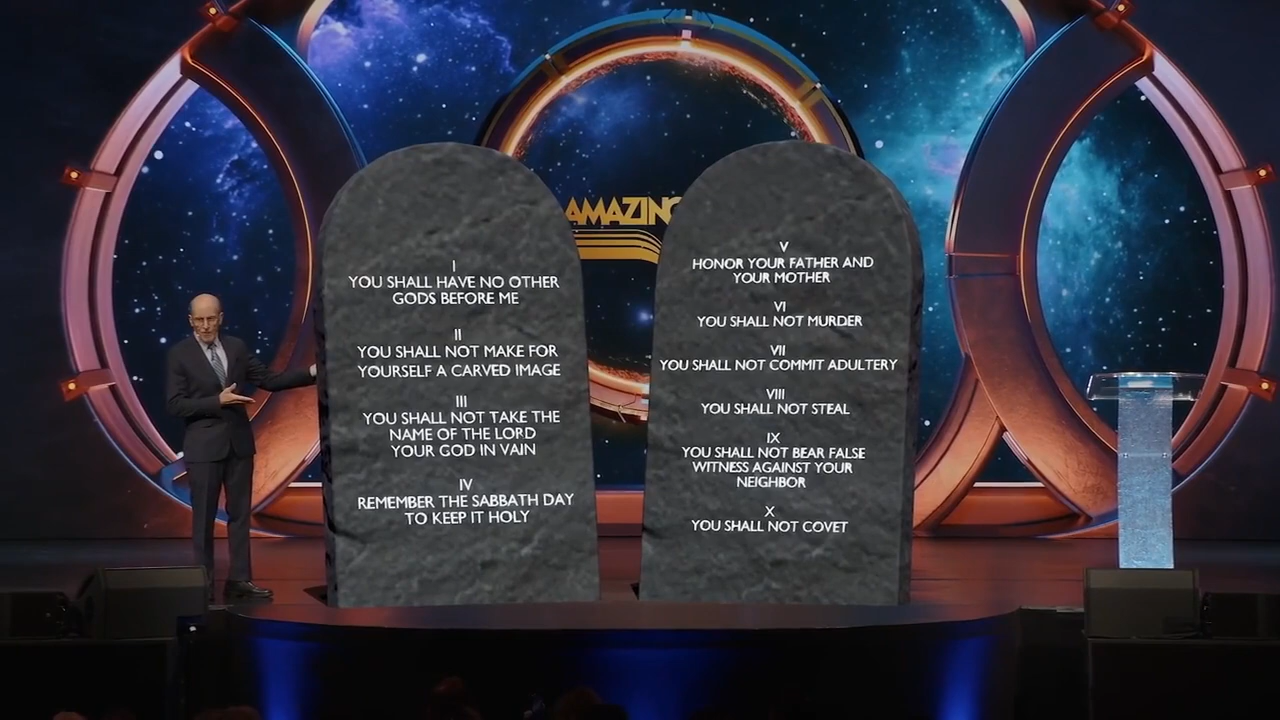 AMAZING
I
YOU SHALL HAVE NO OTHER
GODS BEFORE ME
II
YOU SHALL NOT MAKE FOR
YOURSELF A CARVED IMAGE
III
YOU SHALL NOT TAKE THE
NAME OF THE LORD
YOUR GOD IN VAIN
IV
REMEMBER THE SABBATH DAY
TO KEEP IT HOLY
V
HONOR YOUR FATHER AND
YOUR MOTHER
VI
YOU SHALL NOT MURDER
VII
YOU SHALL NOT COMMIT ADULTERY
VIII
YOU SHALL NOT STEAL
IX
YOU SHALL NOT BEAR FALSE
WITNESS AGAINST YOUR
NEIGHBOR
X
YOU SHALL NOT COVET